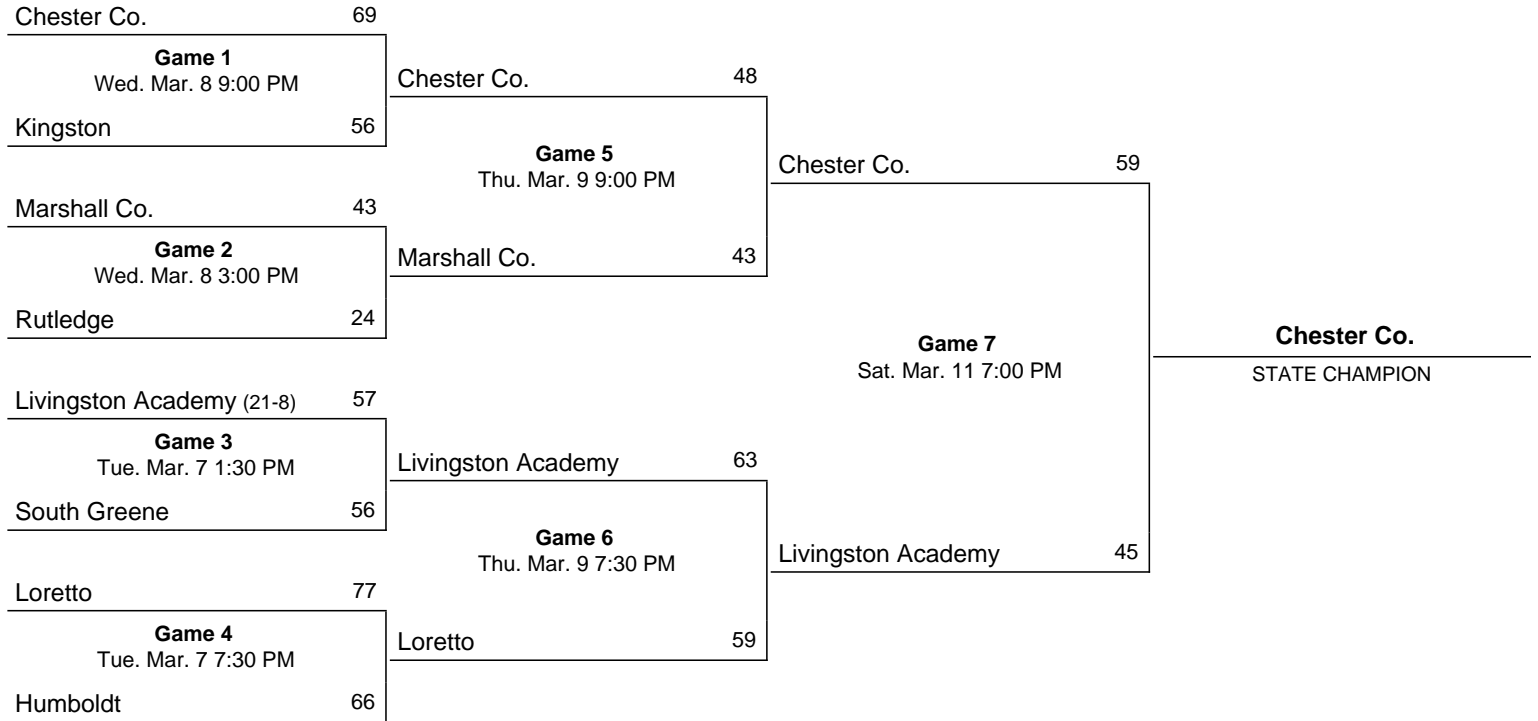 Chester Co. 69
Game 1
Wed. Mar. 8 9:00 PM
Kingston 56
Marshall Co. 43
Game 2
Wed. Mar. 8 3:00 PM
Rutledge 24
Livingston Academy (21-8) 57
Game 3
Tue. Mar. 7 1:30 PM
South Greene 56
Loretto 77
Game 4
Tue. Mar. 7 7:30 PM
Humboldt 66
Chester Co. 48
Game 5
Thu. Mar. 9 9:00 PM
Marshall Co. 43
Livingston Academy 63
Game 6
Thu. Mar. 9 7:30 PM
Loretto 59
Chester Co. 59
Game 7
Sat. Mar. 11 7:00 PM
Livingston Academy 45
Chester Co.
STATE CHAMPION